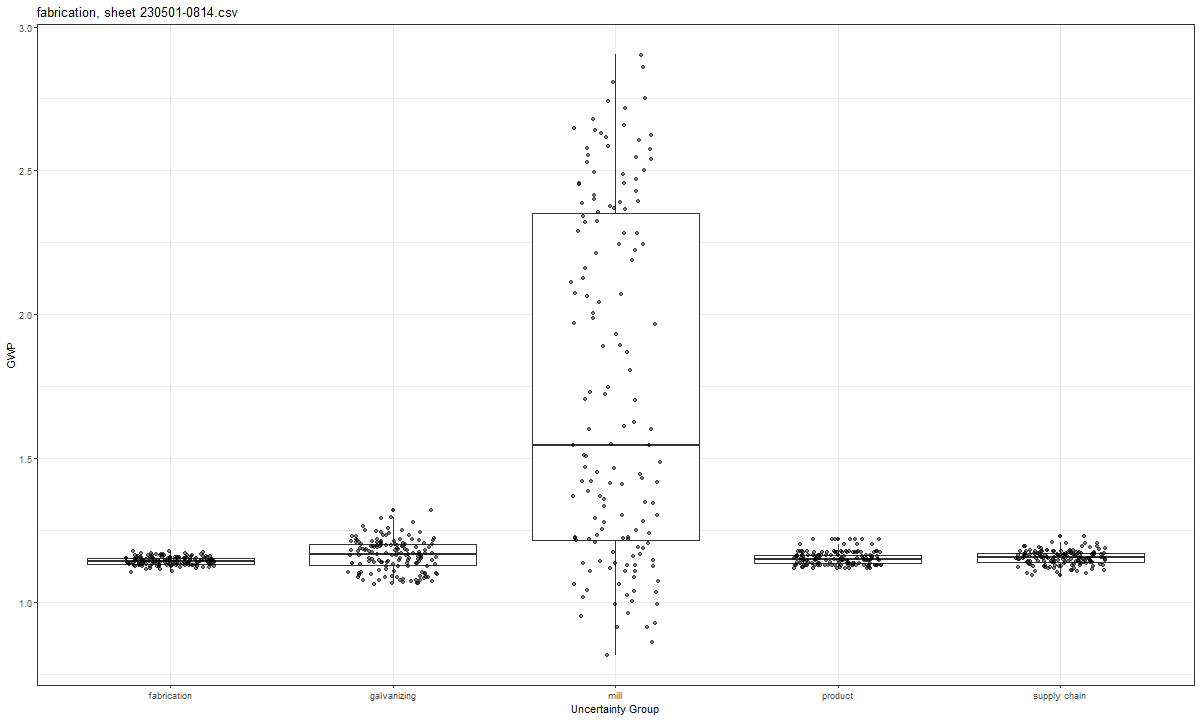 fabrication, sheet 230501-0814.csv
3.0
2.5
2.0
1.5
1.0
GWP
fabrication
galvanizing
mill
product
supply chain
Uncertainty Group